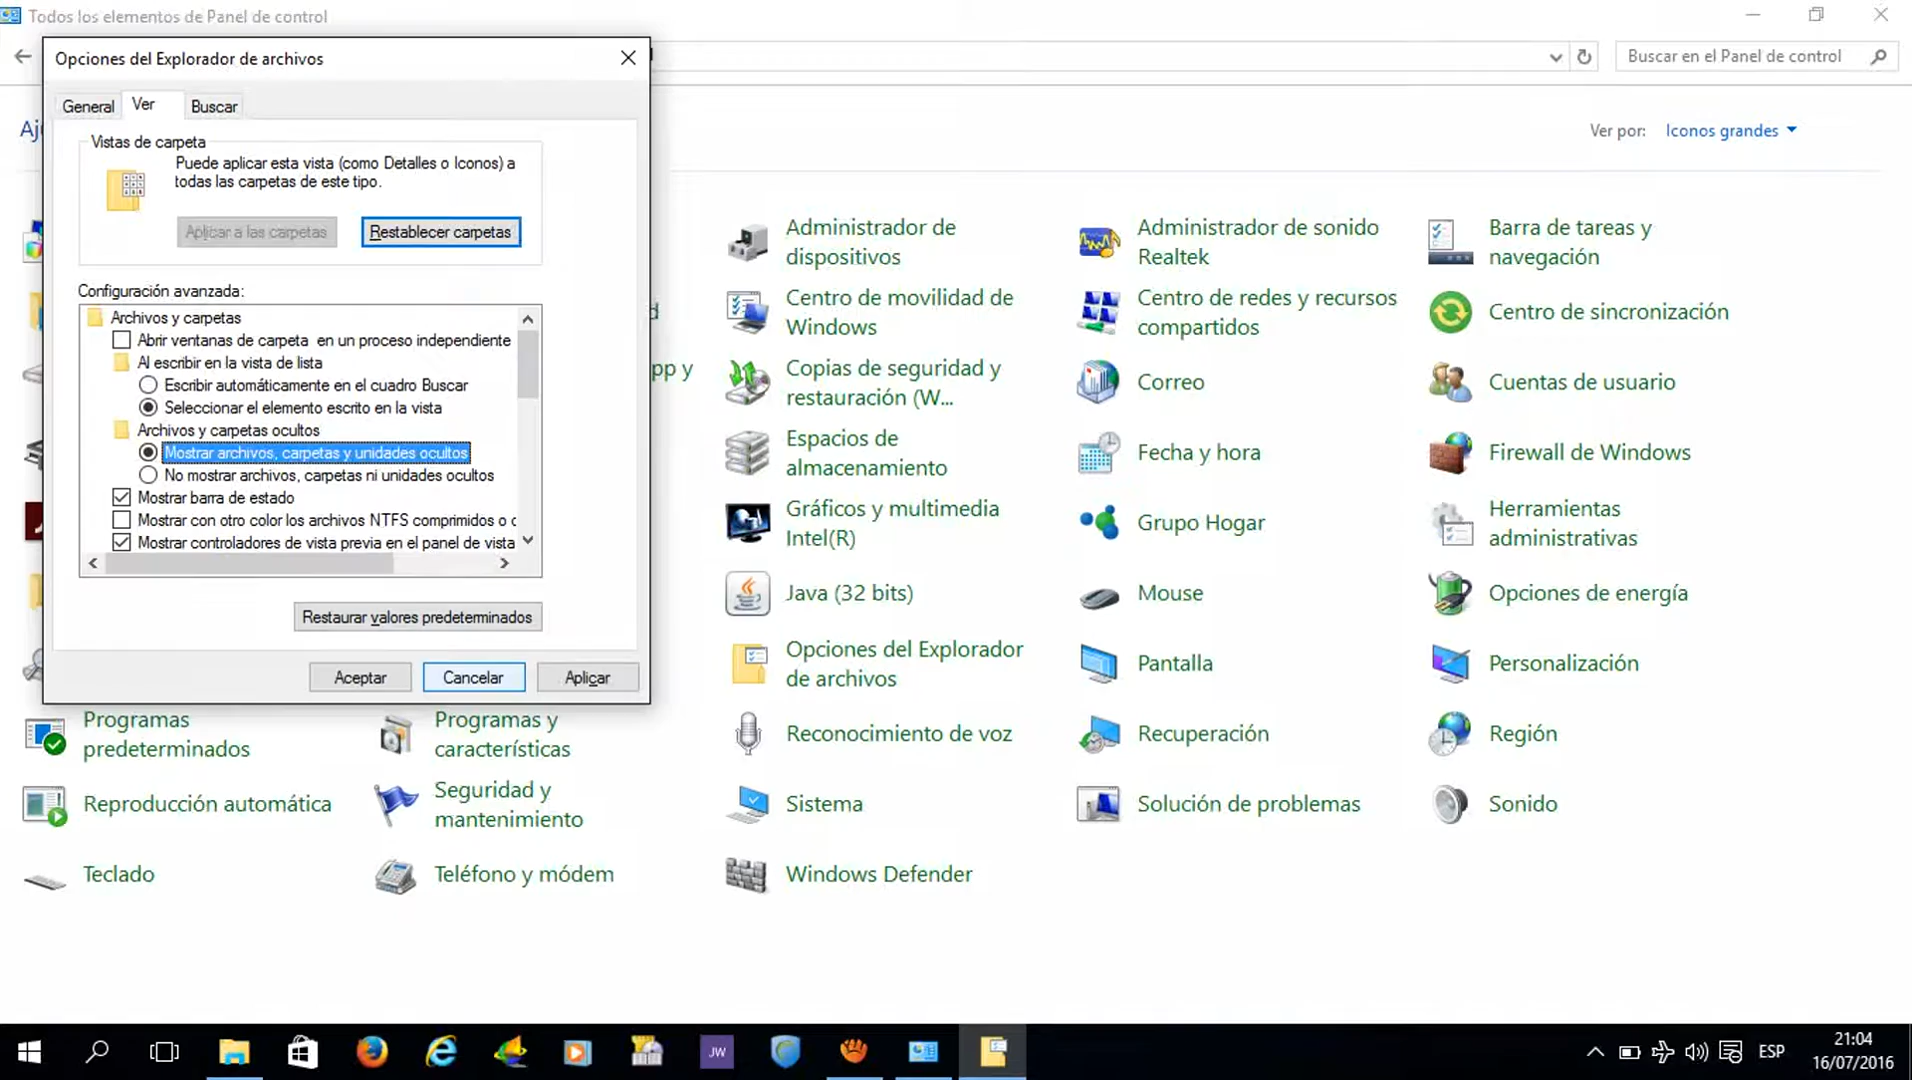 Todos los elementos de Panel de control
Buscar en el Panel de control
Opciones del Explorador de archivos
General
Ver
Buscar
Vistas de carpeta
Puede aplicar esta vista (como Detalles o Iconos) a
todas las carpetas de este tipo.
Aplicar a las carpetas
Restablecer carpetas
Configuración avanzada:
Archivos y carpetas
Abrir ventanas de carpeta en un proceso independiente
Al escribir en la vista de lista
Escribir automáticamente en el cuadro Buscar
Seleccionar el elemento escrito en la vista
Archivos y carpetas ocultos
Mostrar archivos, carpetas y unidades ocultos
No mostrar archivos, carpetas ni unidades ocultos
Mostrar barra de estado
Mostrar con otro color los archivos NTFS comprimidos o c
Mostrar controladores de vista previa en el panel de vista
Restaurar valores predeterminados
Aceptar
Cancelar
Aplicar
Aj
Ver por:
Iconos grandes
d
pp y
Administrador de
dispositivos
Administrador de sonido
Realtek
Barra de tareas y
navegación
Centro de movilidad de
Windows
Centro de redes y recursos
compartidos
Centro de sincronización
Copias de seguridad y
restauración (W...
Correo
Cuentas de usuario
Espacios de
almacenamiento
Fecha y hora
Firewall de Windows
Gráficos y multimedia
Intel(R)
Grupo Hogar
Herramientas
administrativas
Java (32 bits)
Mouse
Opciones de energía
Opciones del Explorador
de archivos
Pantalla
Personalización
Programas
predeterminados
Programas y
características
Reconocimiento de voz
Recuperación
Región
Reproducción automática
Seguridad y
mantenimiento
Sistema
Solución de problemas
Sonido
Teclado
Teléfono y módem
Windows Defender
JW
ESP
21:04
16/07/2016